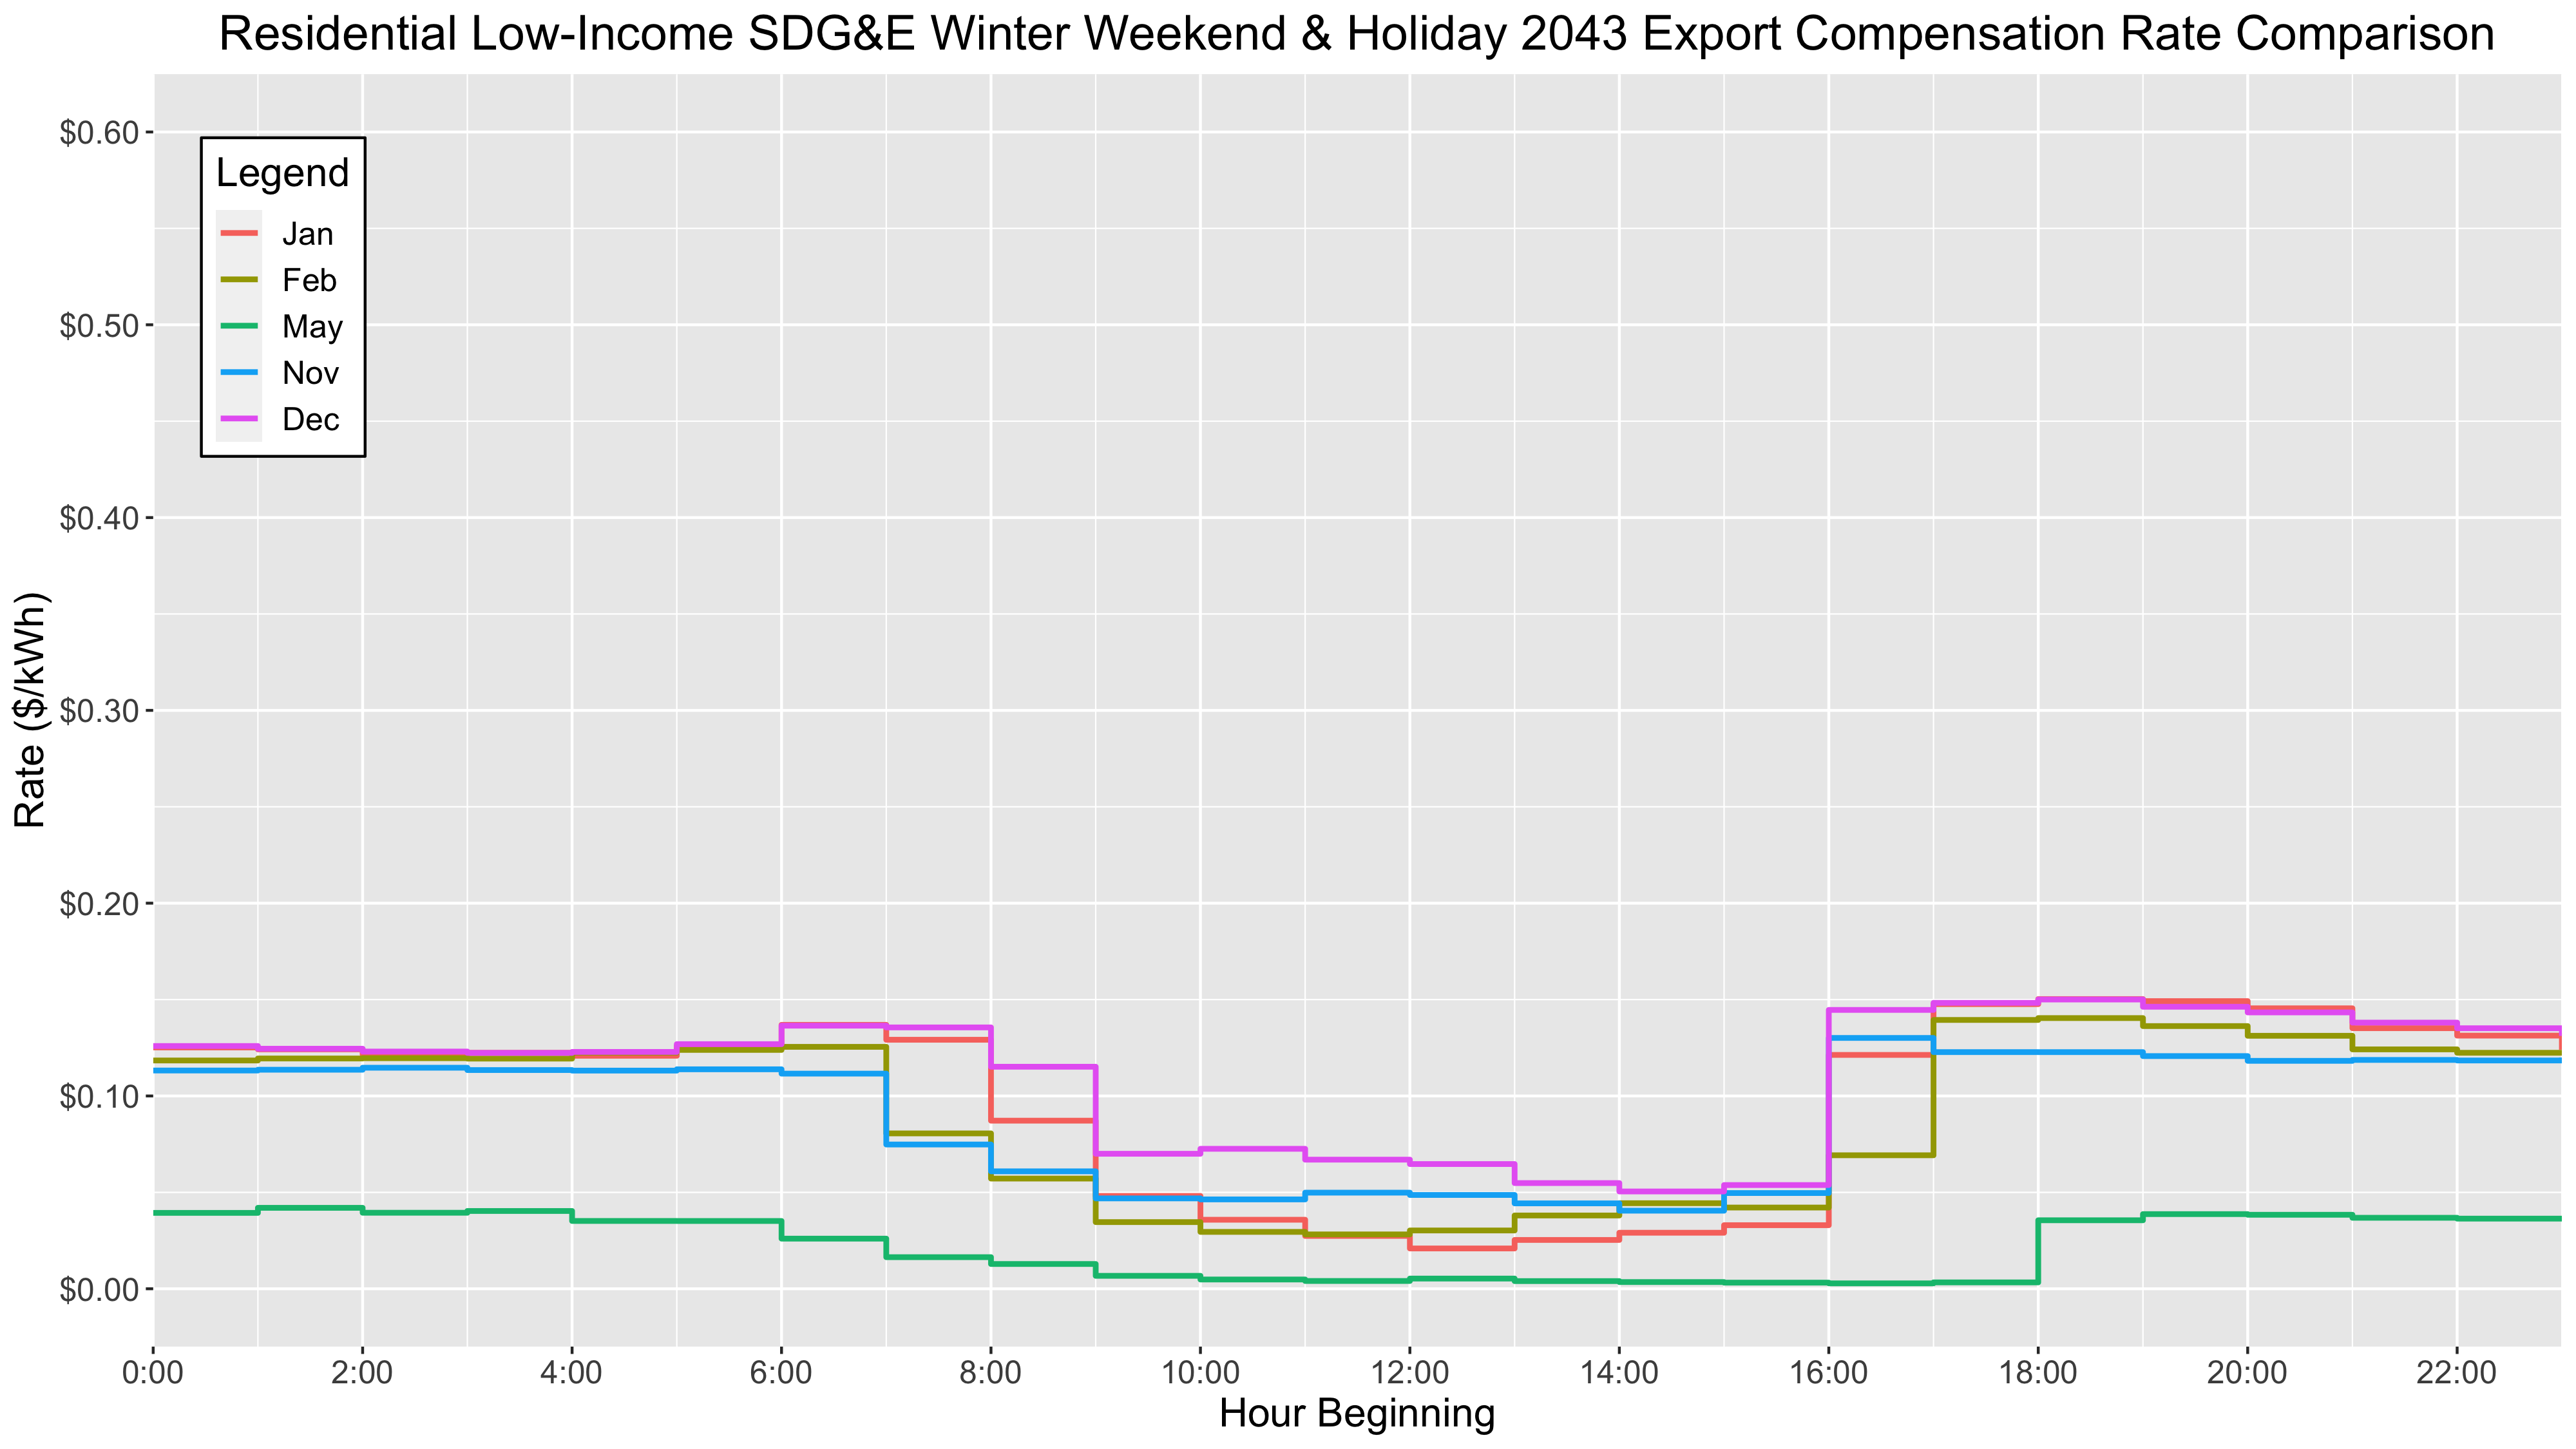 Residential Low-Income SDG&E Winter Weekend & Holiday 2043 Export Compensation Rate Comparison
$0.60
$0.50
$0.40
$0.30
$0.20
$0.10
$0.00
Rate ($/kWh)
Legend
Jan
Feb
May
Nov
Dec
0:00 2:00 4:00 6:00 8:00 10:00 12:00 14:00 16:00 18:00 20:00 22:00
Hour Beginning